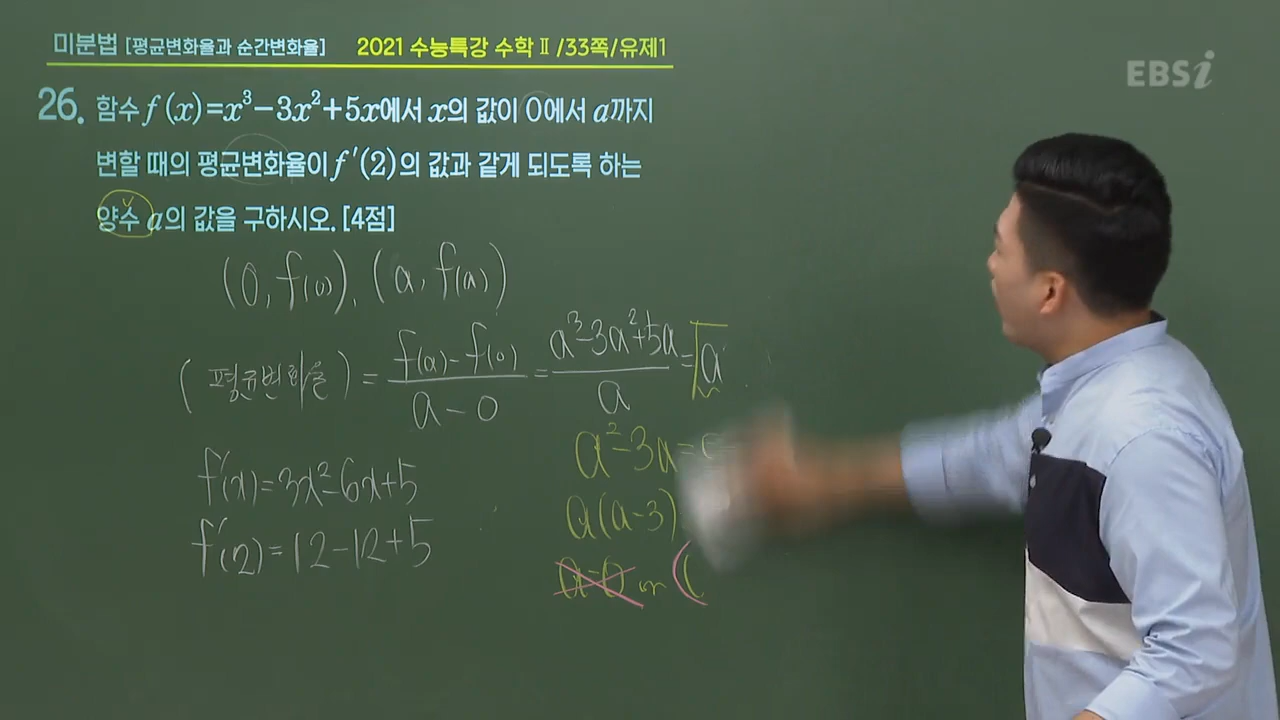 미분법 [평균변화율과 순간변화율] 2021 수능특강 수학Ⅱ/33쪽/유제1
EBSi
26. 함수 f(x)=x³-3x²+5x에서 x의 값이 0에서 a까지
변할 때의 평균변화율이 f'(2)의 값과 같게 되도록 하는
양수 a의 값을 구하시오. [4점]
(0, f(0)), (a, f(a))
(평균변화율) = f(a)-f(0) / a-0 = a³-3a²+5a / a = a
f'(x)=3x²-6x+5
f'(2)=12-12+5
a²-3a=
a(a-3)
a=0 or